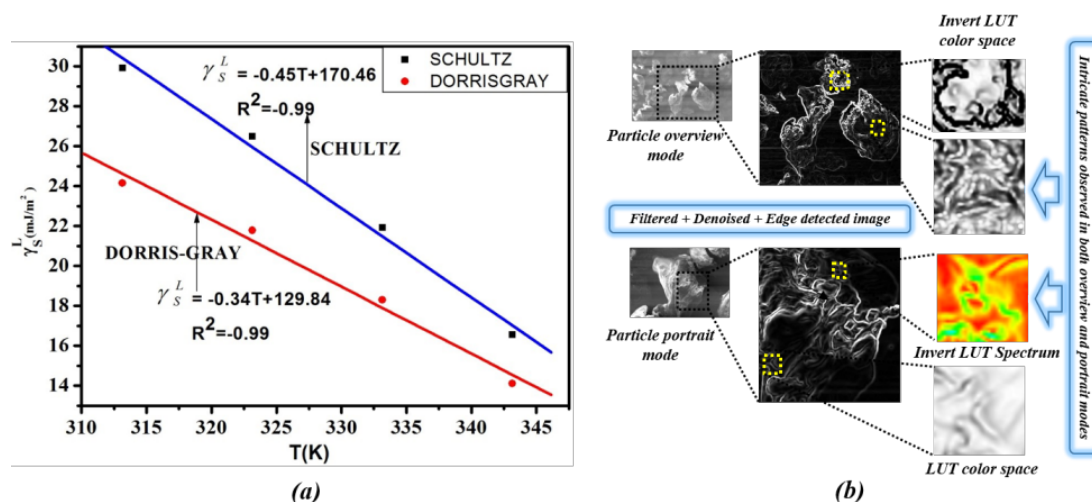 (a)
30
28
26
24
22
20
18
16
14
γ_S^L (mJ/m²)
SCHULTZ
DORRISGRAY
γ_S^L = -0.45T+170.46
R²=-0.99
SCHULTZ
DORRIS-GRAY
γ_S^L = -0.34T+129.84
R²=-0.99
310 315 320 325 330 335 340 345
T(K)
(a)
Invert LUT
color space
Particle overview
mode
Filtered + Denoised + Edge detected image
Particle portrait
mode
Invert LUT Spectrum
LUT color space
Inticate patterns observed in both overview and portrait modes
(b)